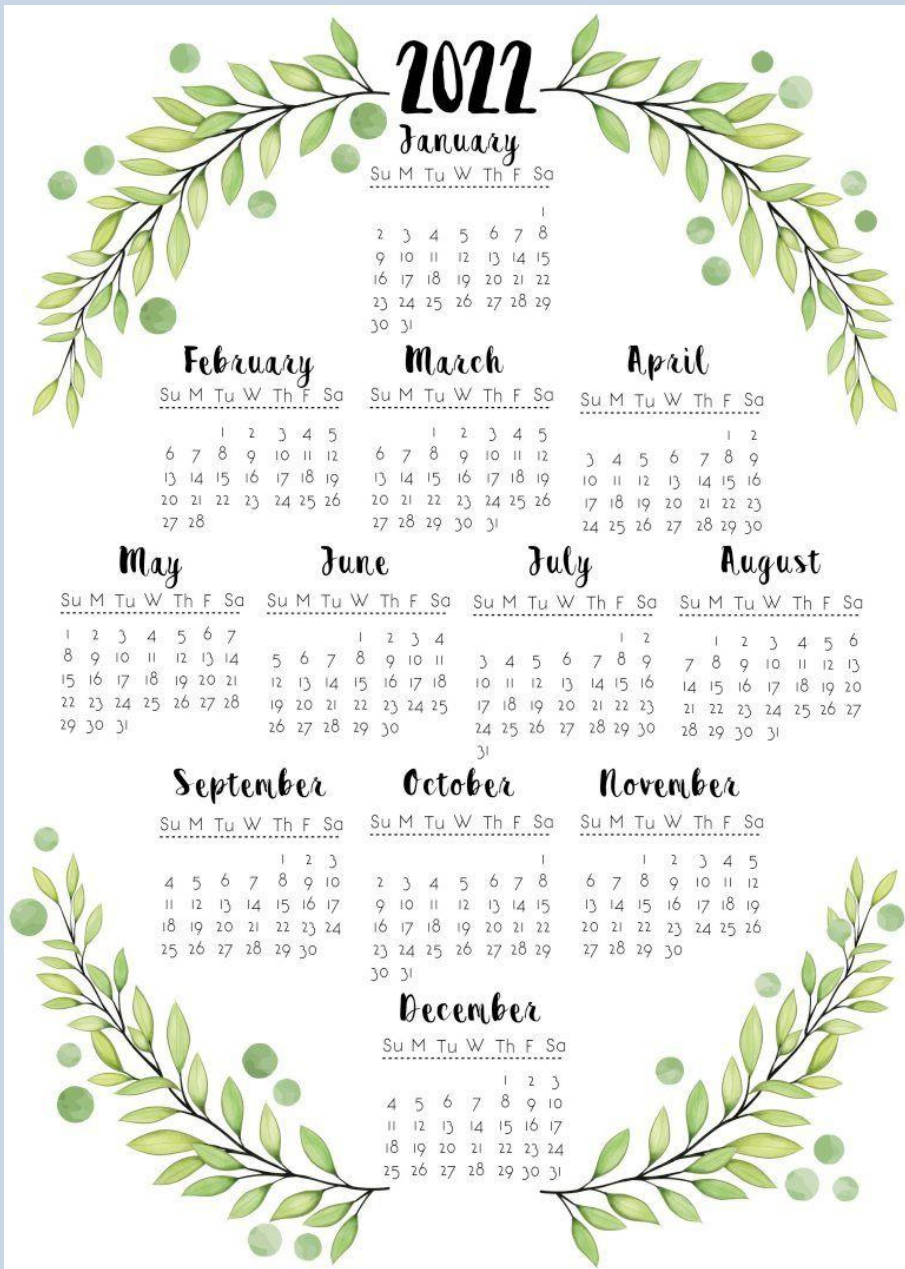 2022
January
Su M Tu W Th F Sa
1
2 3 4 5 6 7 8
9 10 11 12 13 14 15
16 17 18 19 20 21 22
23 24 25 26 27 28 29
30 31
February March April
Su M Tu W Th F Sa Su M Tu W Th F Sa Su M Tu W Th F Sa
1 2 3 4 5 1 2 3 4 5 1 2
6 7 8 9 10 11 12 6 7 8 9 10 11 12 3 4 5 6 7 8 9
13 14 15 16 17 18 19 13 14 15 16 17 18 19 10 11 12 13 14 15 16
20 21 22 23 24 25 26 20 21 22 23 24 25 26 17 18 19 20 21 22 23
27 28 27 28 29 30 31 24 25 26 27 28 29 30
May June July August
Su M Tu W Th F Sa Su M Tu W Th F Sa Su M Tu W Th F Sa Su M Tu W Th F Sa
1 2 3 4 5 6 7 1 2 3 4 1 2 1 2 3 4 5 6
8 9 10 11 12 13 14 5 6 7 8 9 10 11 3 4 5 6 7 8 9 7 8 9 10 11 12 13
15 16 17 18 19 20 21 12 13 14 15 16 17 18 10 11 12 13 14 15 16 14 15 16 17 18 19 20
22 23 24 25 26 27 28 19 20 21 22 23 24 25 17 18 19 20 21 22 23 21 22 23 24 25 26 27
29 30 31 26 27 28 29 30 24 25 26 27 28 29 30 28 29 30 31
31
September October November
Su M Tu W Th F Sa Su M Tu W Th F Sa Su M Tu W Th F Sa
1 2 3 1 1 2 3 4 5
4 5 6 7 8 9 10 2 3 4 5 6 7 8 6 7 8 9 10 11 12
11 12 13 14 15 16 17 9 10 11 12 13 14 15 13 14 15 16 17 18 19
18 19 20 21 22 23 24 16 17 18 19 20 21 22 20 21 22 23 24 25 26
25 26 27 28 29 30 23 24 25 26 27 28 29 27 28 29 30
30 31
December
Su M Tu W Th F Sa
1 2 3
4 5 6 7 8 9 10
11 12 13 14 15 16 17
18 19 20 21 22 23 24
25 26 27 28 29 30 31